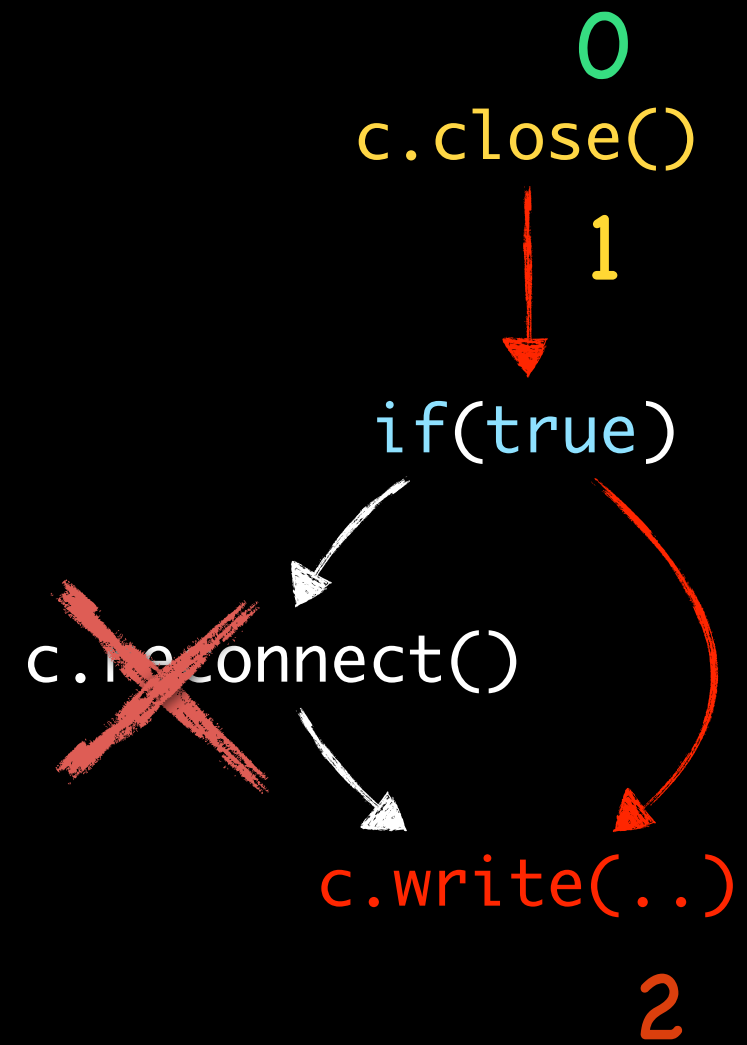 0
c.close()
1
if(true)
c.reconnect()
c.write(..)
2